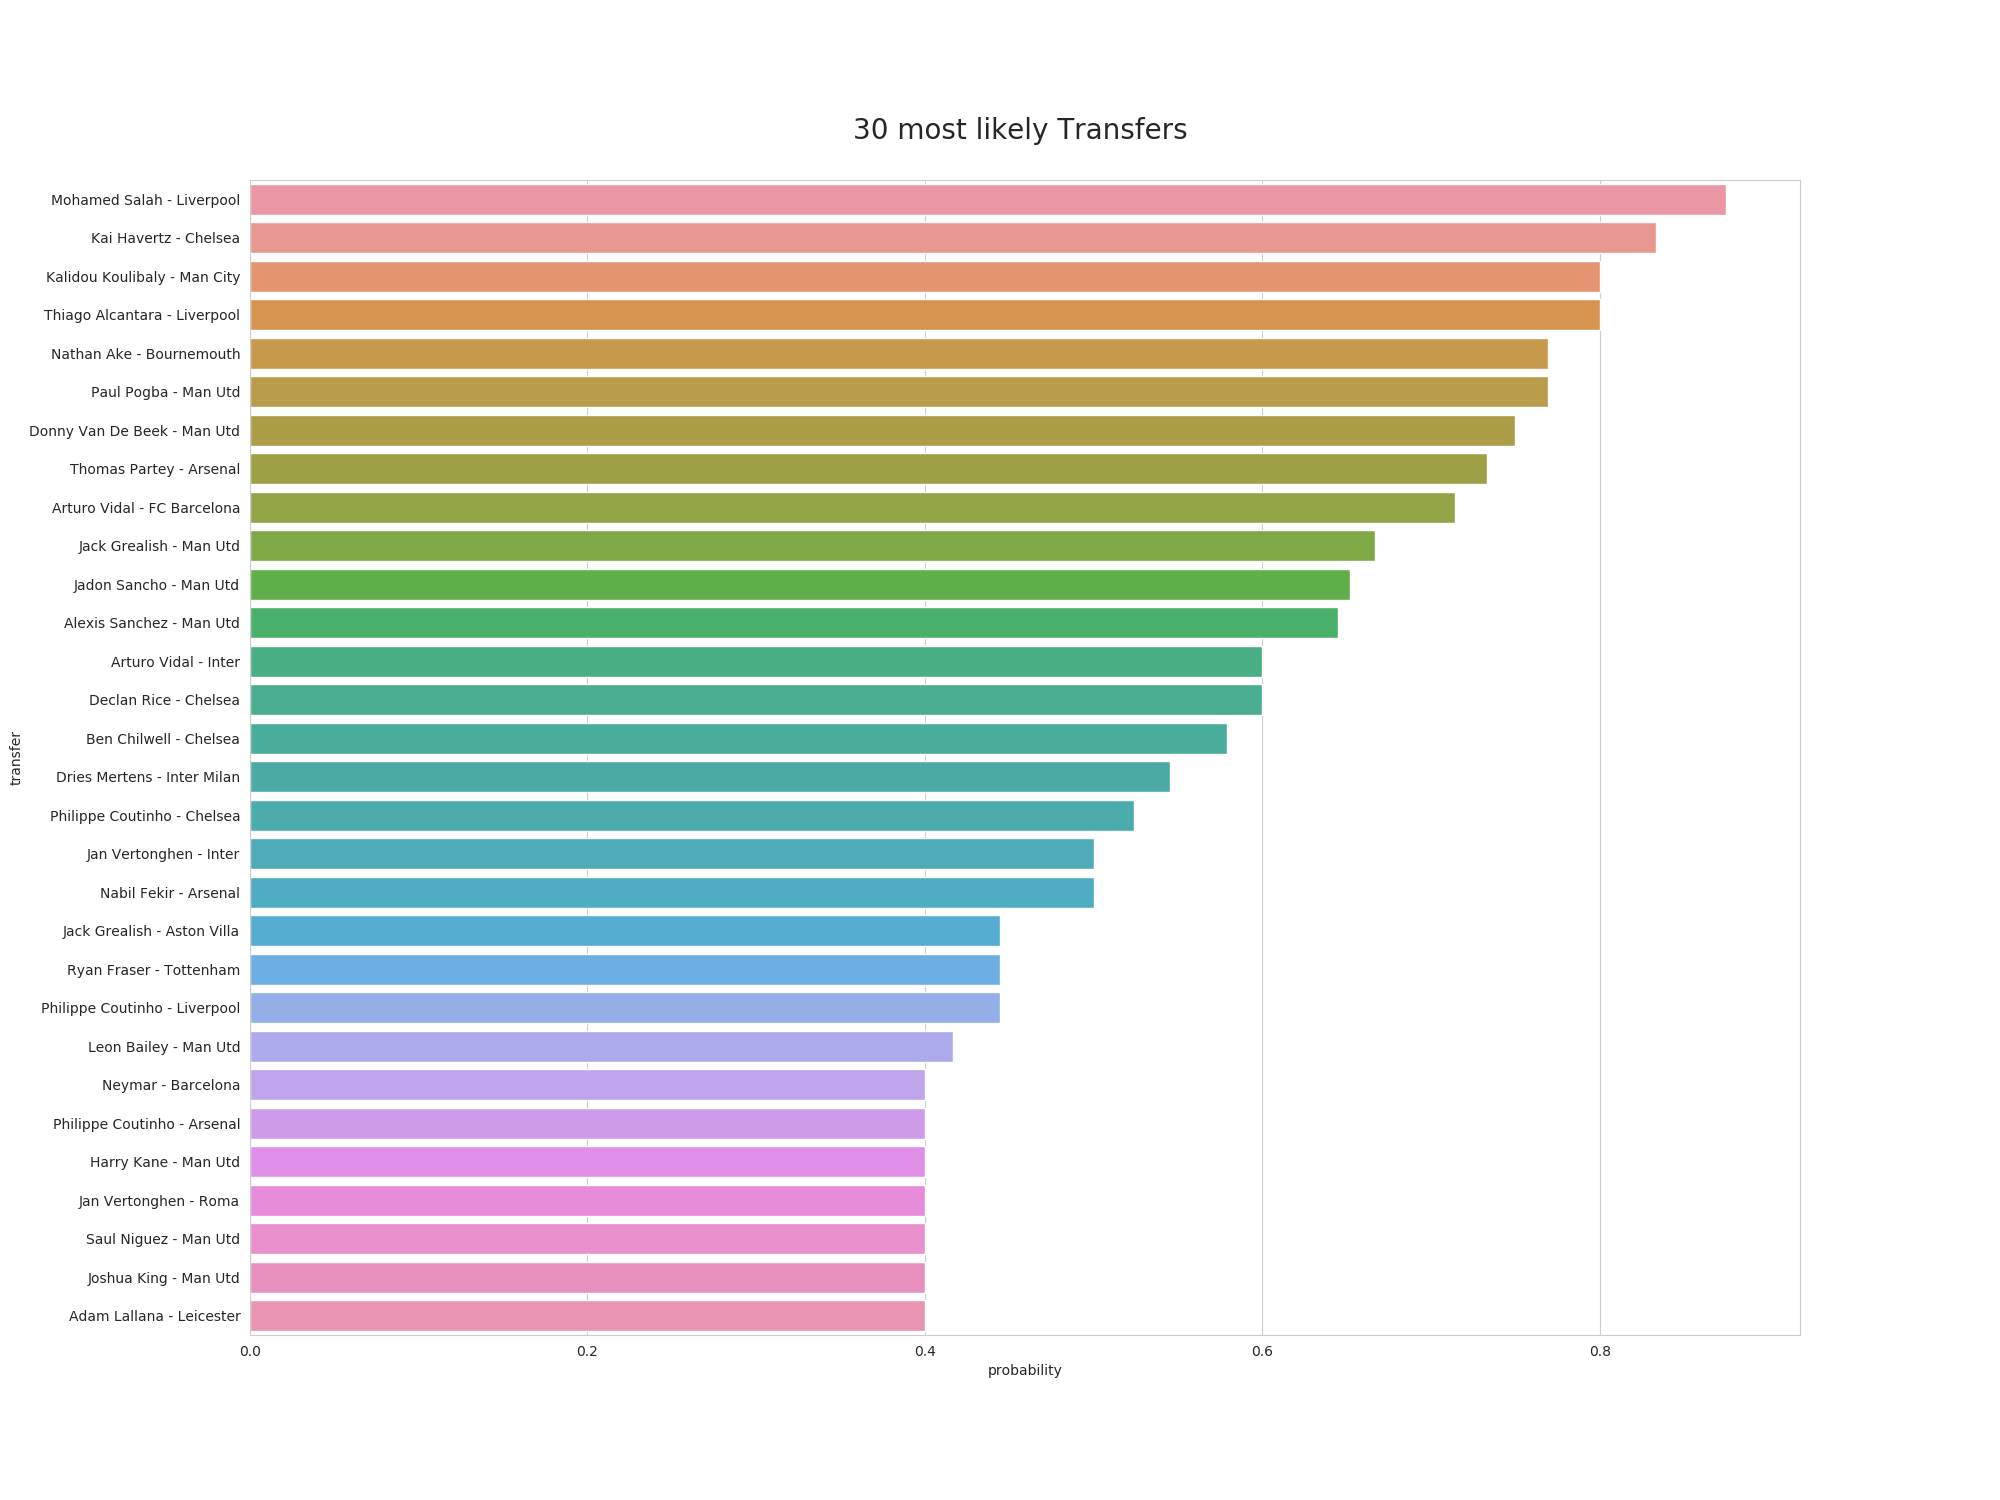 30 most likely Transfers
Mohamed Salah - Liverpool
Kai Havertz - Chelsea
Kalidou Koulibaly - Man City
Thiago Alcantara - Liverpool
Nathan Ake - Bournemouth
Paul Pogba - Man Utd
Donny Van De Beek - Man Utd
Thomas Partey - Arsenal
Arturo Vidal - FC Barcelona
Jack Grealish - Man Utd
Jadon Sancho - Man Utd
Alexis Sanchez - Man Utd
Arturo Vidal - Inter
Declan Rice - Chelsea
Ben Chilwell - Chelsea
Dries Mertens - Inter Milan
Philippe Coutinho - Chelsea
Jan Vertonghen - Inter
Nabil Fekir - Arsenal
Jack Grealish - Aston Villa
Ryan Fraser - Tottenham
Philippe Coutinho - Liverpool
Leon Bailey - Man Utd
Neymar - Barcelona
Philippe Coutinho - Arsenal
Harry Kane - Man Utd
Jan Vertonghen - Roma
Saul Niguez - Man Utd
Joshua King - Man Utd
Adam Lallana - Leicester
transfer
0.0 0.2 0.4 0.6 0.8
probability